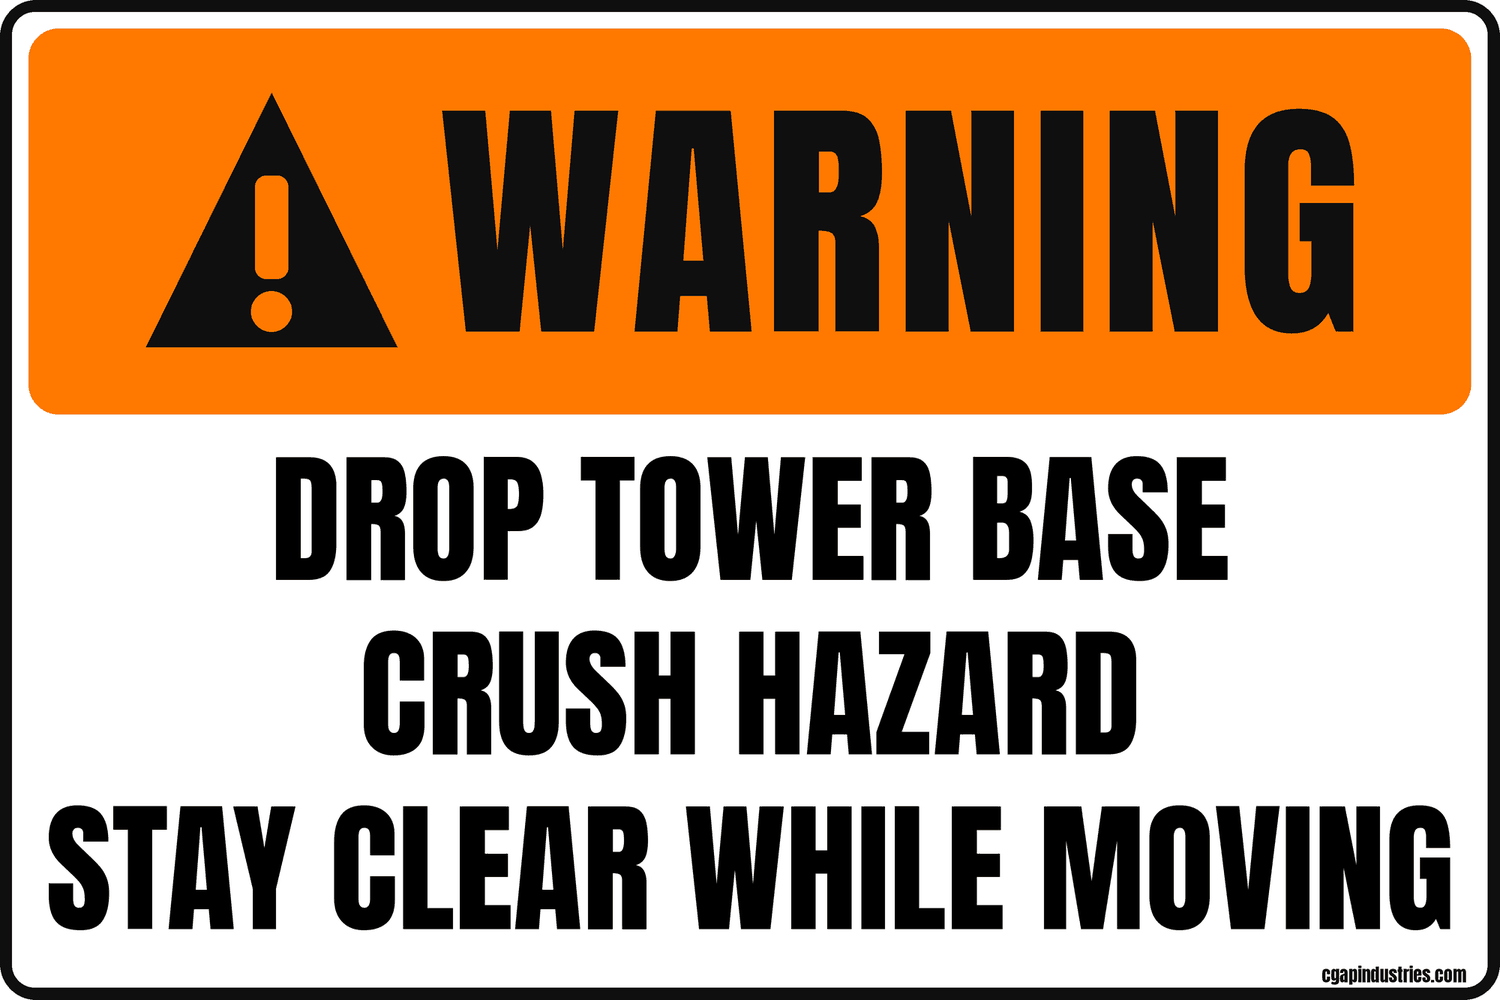 WARNING
DROP TOWER BASE
CRUSH HAZARD
STAY CLEAR WHILE MOVING
cgapindustries.com